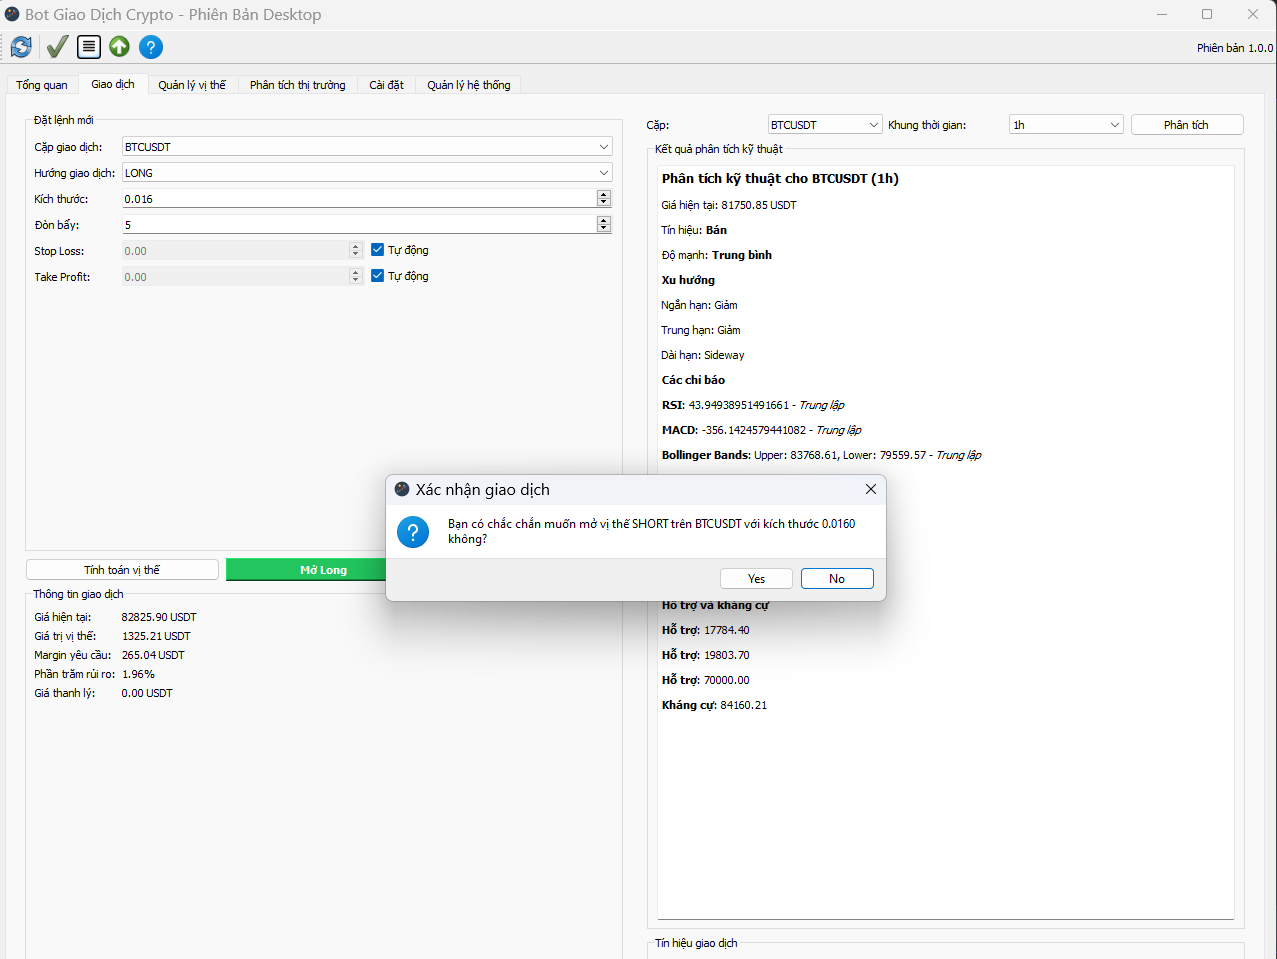 Bot Giao Dịch Crypto - Phiên Bản Desktop
Phiên bản 1.0.0
Tổng quan
Giao dịch
Quản lý vị thế
Phân tích thị trường
Cài đặt
Quản lý hệ thống
Đặt lệnh mới
Cặp giao dịch: BTCUSDT
Hướng giao dịch: LONG
Kích thước: 0.016
Đòn bẩy: 5
Stop Loss: 0.00 Tự động
Take Profit: 0.00 Tự động
Tính toán vị thế
Mở Long
Thông tin giao dịch
Giá hiện tại: 82825.90 USDT
Giá trị vị thế: 1325.21 USDT
Margin yêu cầu: 265.04 USDT
Phần trăm rủi ro: 1.96%
Giá thanh lý: 0.00 USDT
Cặp: BTCUSDT Khung thời gian: 1h Phân tích
Kết quả phân tích kỹ thuật
Phân tích kỹ thuật cho BTCUSDT (1h)
Giá hiện tại: 81750.85 USDT
Tín hiệu: Bán
Độ mạnh: Trung bình
Xu hướng
Ngắn hạn: Giảm
Trung hạn: Giảm
Dài hạn: Sideway
Các chỉ báo
RSI: 43.94938951491661 - Trung lập
MACD: -356.1424579441082 - Trung lập
Bollinger Bands: Upper: 83768.61, Lower: 79559.57 - Trung lập
Xác nhận giao dịch
Bạn có chắc chắn muốn mở vị thế SHORT trên BTCUSDT với kích thước 0.0160
không?
Yes
No
Hỗ trợ và kháng cự
Hỗ trợ: 17784.40
Hỗ trợ: 19803.70
Hỗ trợ: 70000.00
Kháng cự: 84160.21
Tín hiệu giao dịch